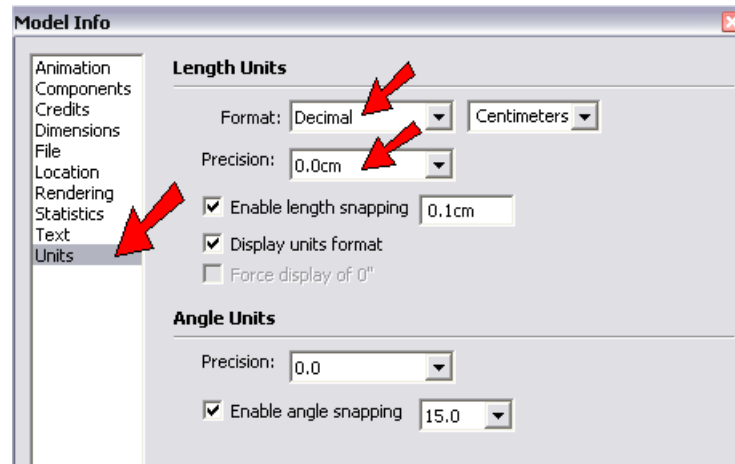 Model Info
Animation
Components
Credits
Dimensions
File
Location
Rendering
Statistics
Text
Units
Length Units
Format: Decimal Centimeters
Precision: 0.0cm
Enable length snapping 0.1cm
Display units format
Force display of 0"
Angle Units
Precision: 0.0
Enable angle snapping 15.0